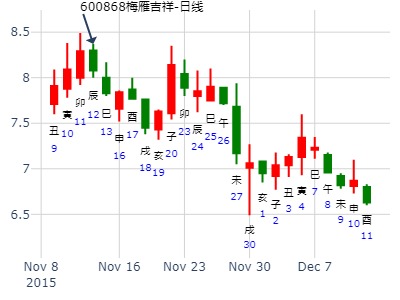 600868梅雁吉祥-日线
8.5
8
7.5
7
6.5
丑 9
寅 10
卯 11
辰 12
巳 13
申 16
酉 17
戌 18
亥 19
子 20
卯 23
辰 24
巳 25
午 26
未 27
戌 30
亥 1
子 2
丑 3
寅 4
巳 7
午 8
未 9
申 10
酉 11
Nov 8
2015
Nov 16
Nov 23
Nov 30
Dec 7